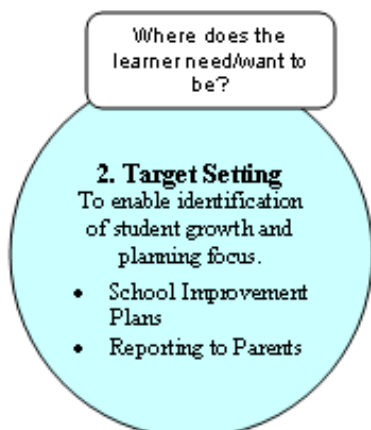 Where does the
learner need/want to
be?
2. Target Setting
To enable identification
of student growth and
planning focus.
• School Improvement
Plans
• Reporting to Parents